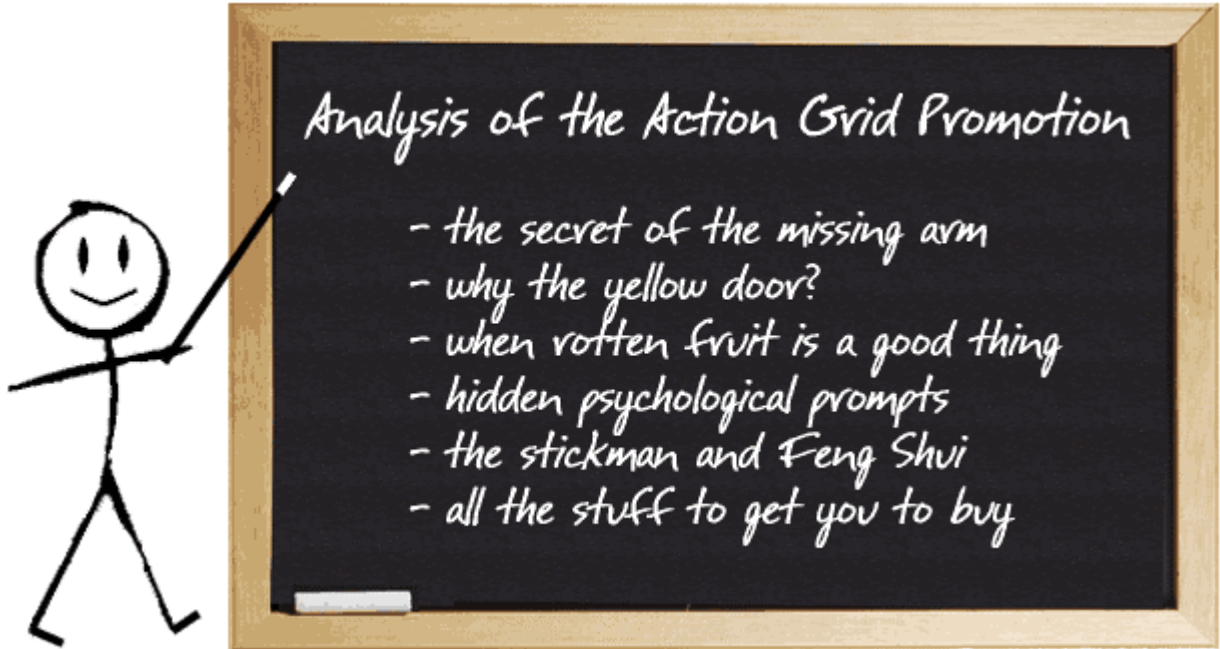 Analysis of the Action Grid Promotion
- the secret of the missing arm
- why the yellow door?
- when rotten fruit is a good thing
- hidden psychological prompts
- the stickman and Feng Shui
- all the stuff to get you to buy